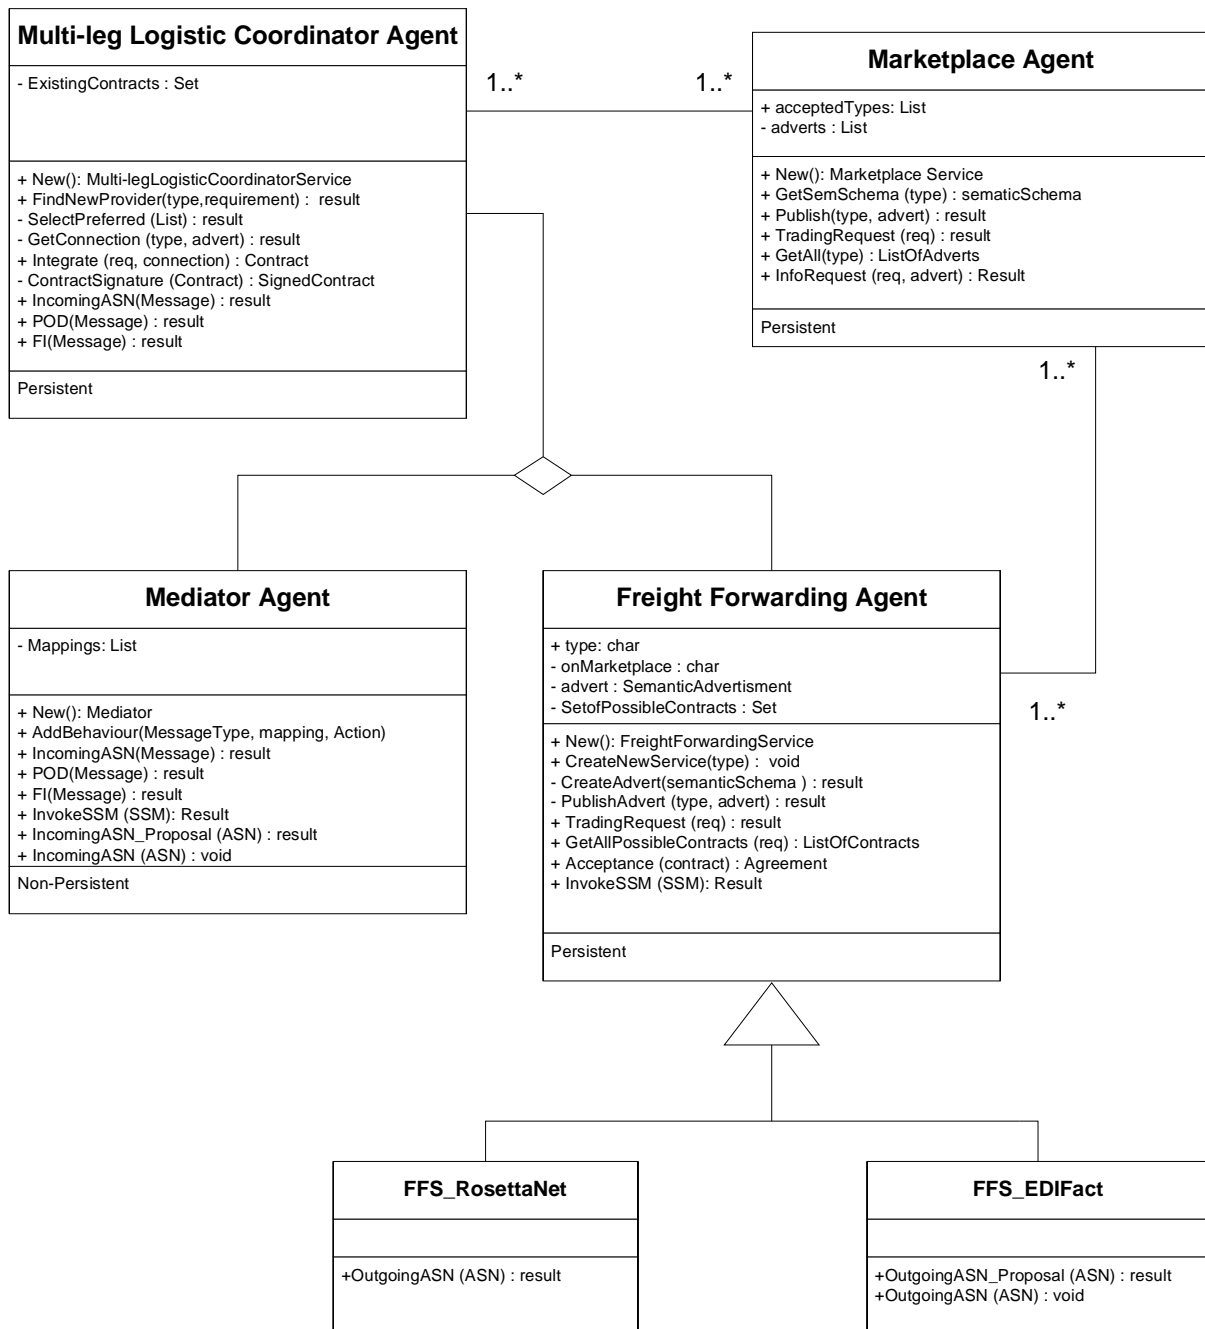 Multi-leg Logistic Coordinator Agent
- ExistingContracts : Set
+ New(): Multi-legLogisticCoordinatorService
+ FindNewProvider(type,requirement) :  result
- SelectPreferred (List) : result
- GetConnection (type, advert) : result
+ Integrate (req, connection) : Contract
- ContractSignature (Contract) : SignedContract
+ IncomingASN(Message) : result
+ POD(Message) : result
+ FI(Message) : result
Persistent
1..*
1..*
Marketplace Agent
+ acceptedTypes: List
- adverts : List
+ New(): Marketplace Service
+ GetSemSchema (type) : sematicSchema
+ Publish(type, advert) : result
+ TradingRequest (req) : result
+ GetAll(type) : ListOfAdverts
+ InfoRequest (req, advert) : Result
Persistent
1..*
1..*
Mediator Agent
- Mappings: List
+ New(): Mediator
+ AddBehaviour(MessageType, mapping, Action)
+ IncomingASN(Message) : result
+ POD(Message) : result
+ FI(Message) : result
+ InvokeSSM (SSM): Result
+ IncomingASN_Proposal (ASN) : result
+ IncomingASN (ASN) : void
Non-Persistent
Freight Forwarding Agent
+ type: char
- onMarketplace : char
- advert : SemanticAdvertisment
- SetofPossibleContracts : Set
+ New(): FreightForwardingService
+ CreateNewService(type) :  void
- CreateAdvert(semanticSchema ) : result
- PublishAdvert (type, advert) : result
+ TradingRequest (req) : result
+ GetAllPossibleContracts (req) : ListOfContracts
+ Acceptance (contract) : Agreement
+ InvokeSSM (SSM): Result
Persistent
FFS_RosettaNet
+OutgoingASN (ASN) : result
FFS_EDIFact
+OutgoingASN_Proposal (ASN) : result
+OutgoingASN (ASN) : void